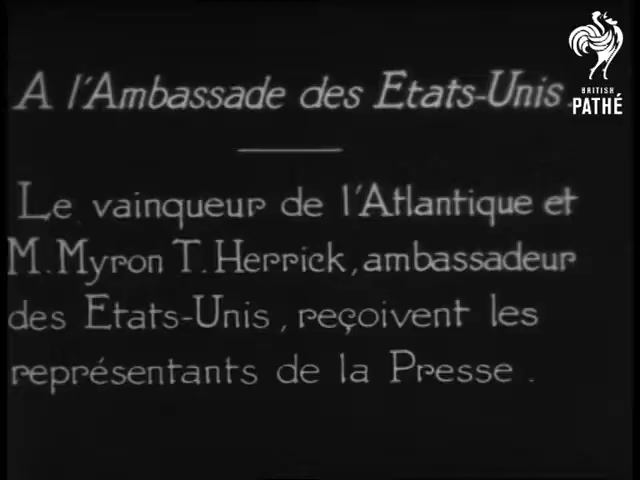 A l'Ambassade des Etats-Unis.
Le vainqueur de l'Atlantique et
M. Myron T. Herrick, ambassadeur
des Etats-Unis, reçoivent les
représentants de la Presse.
BRITISH
PATHÉ